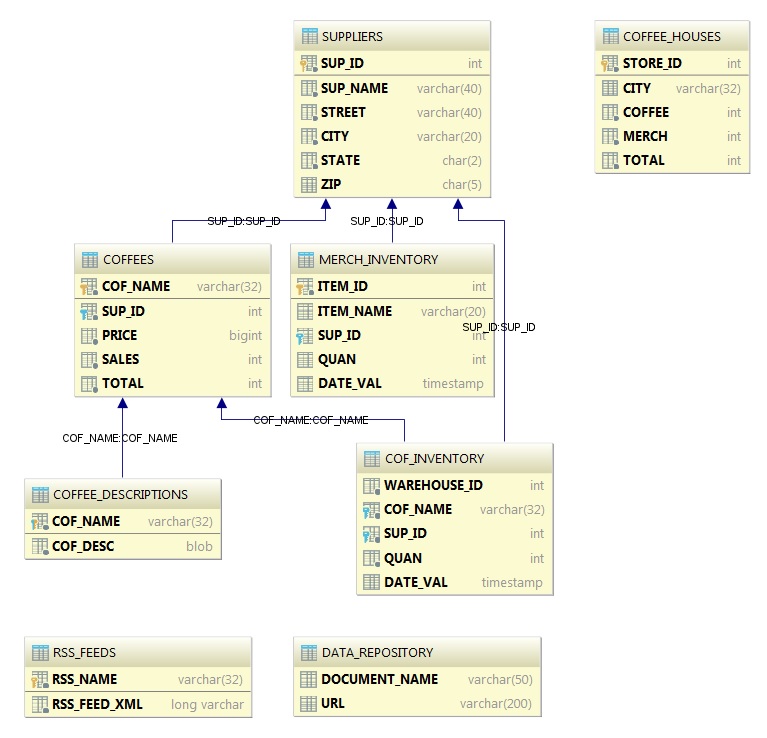 SUPPLIERS
SUP_ID int
SUP_NAME varchar(40)
STREET varchar(40)
CITY varchar(20)
STATE char(2)
ZIP char(5)
COFFEE_HOUSES
STORE_ID int
CITY varchar(32)
COFFEE int
MERCH int
TOTAL int
SUP_ID:SUP_ID
SUP_ID:SUP_ID
SUP_ID:SUP_ID
COFFEES
COF_NAME varchar(32)
SUP_ID int
PRICE bigint
SALES int
TOTAL int
MERCH_INVENTORY
ITEM_ID int
ITEM_NAME varchar(20)
SUP_ID int
QUAN int
DATE_VAL timestamp
COF_NAME:COF_NAME
COF_NAME:COF_NAME
COFFEE_DESCRIPTIONS
COF_NAME varchar(32)
COF_DESC blob
COF_INVENTORY
WAREHOUSE_ID int
COF_NAME varchar(32)
SUP_ID int
QUAN int
DATE_VAL timestamp
RSS_FEEDS
RSS_NAME varchar(32)
RSS_FEED_XML long varchar
DATA_REPOSITORY
DOCUMENT_NAME varchar(50)
URL varchar(200)